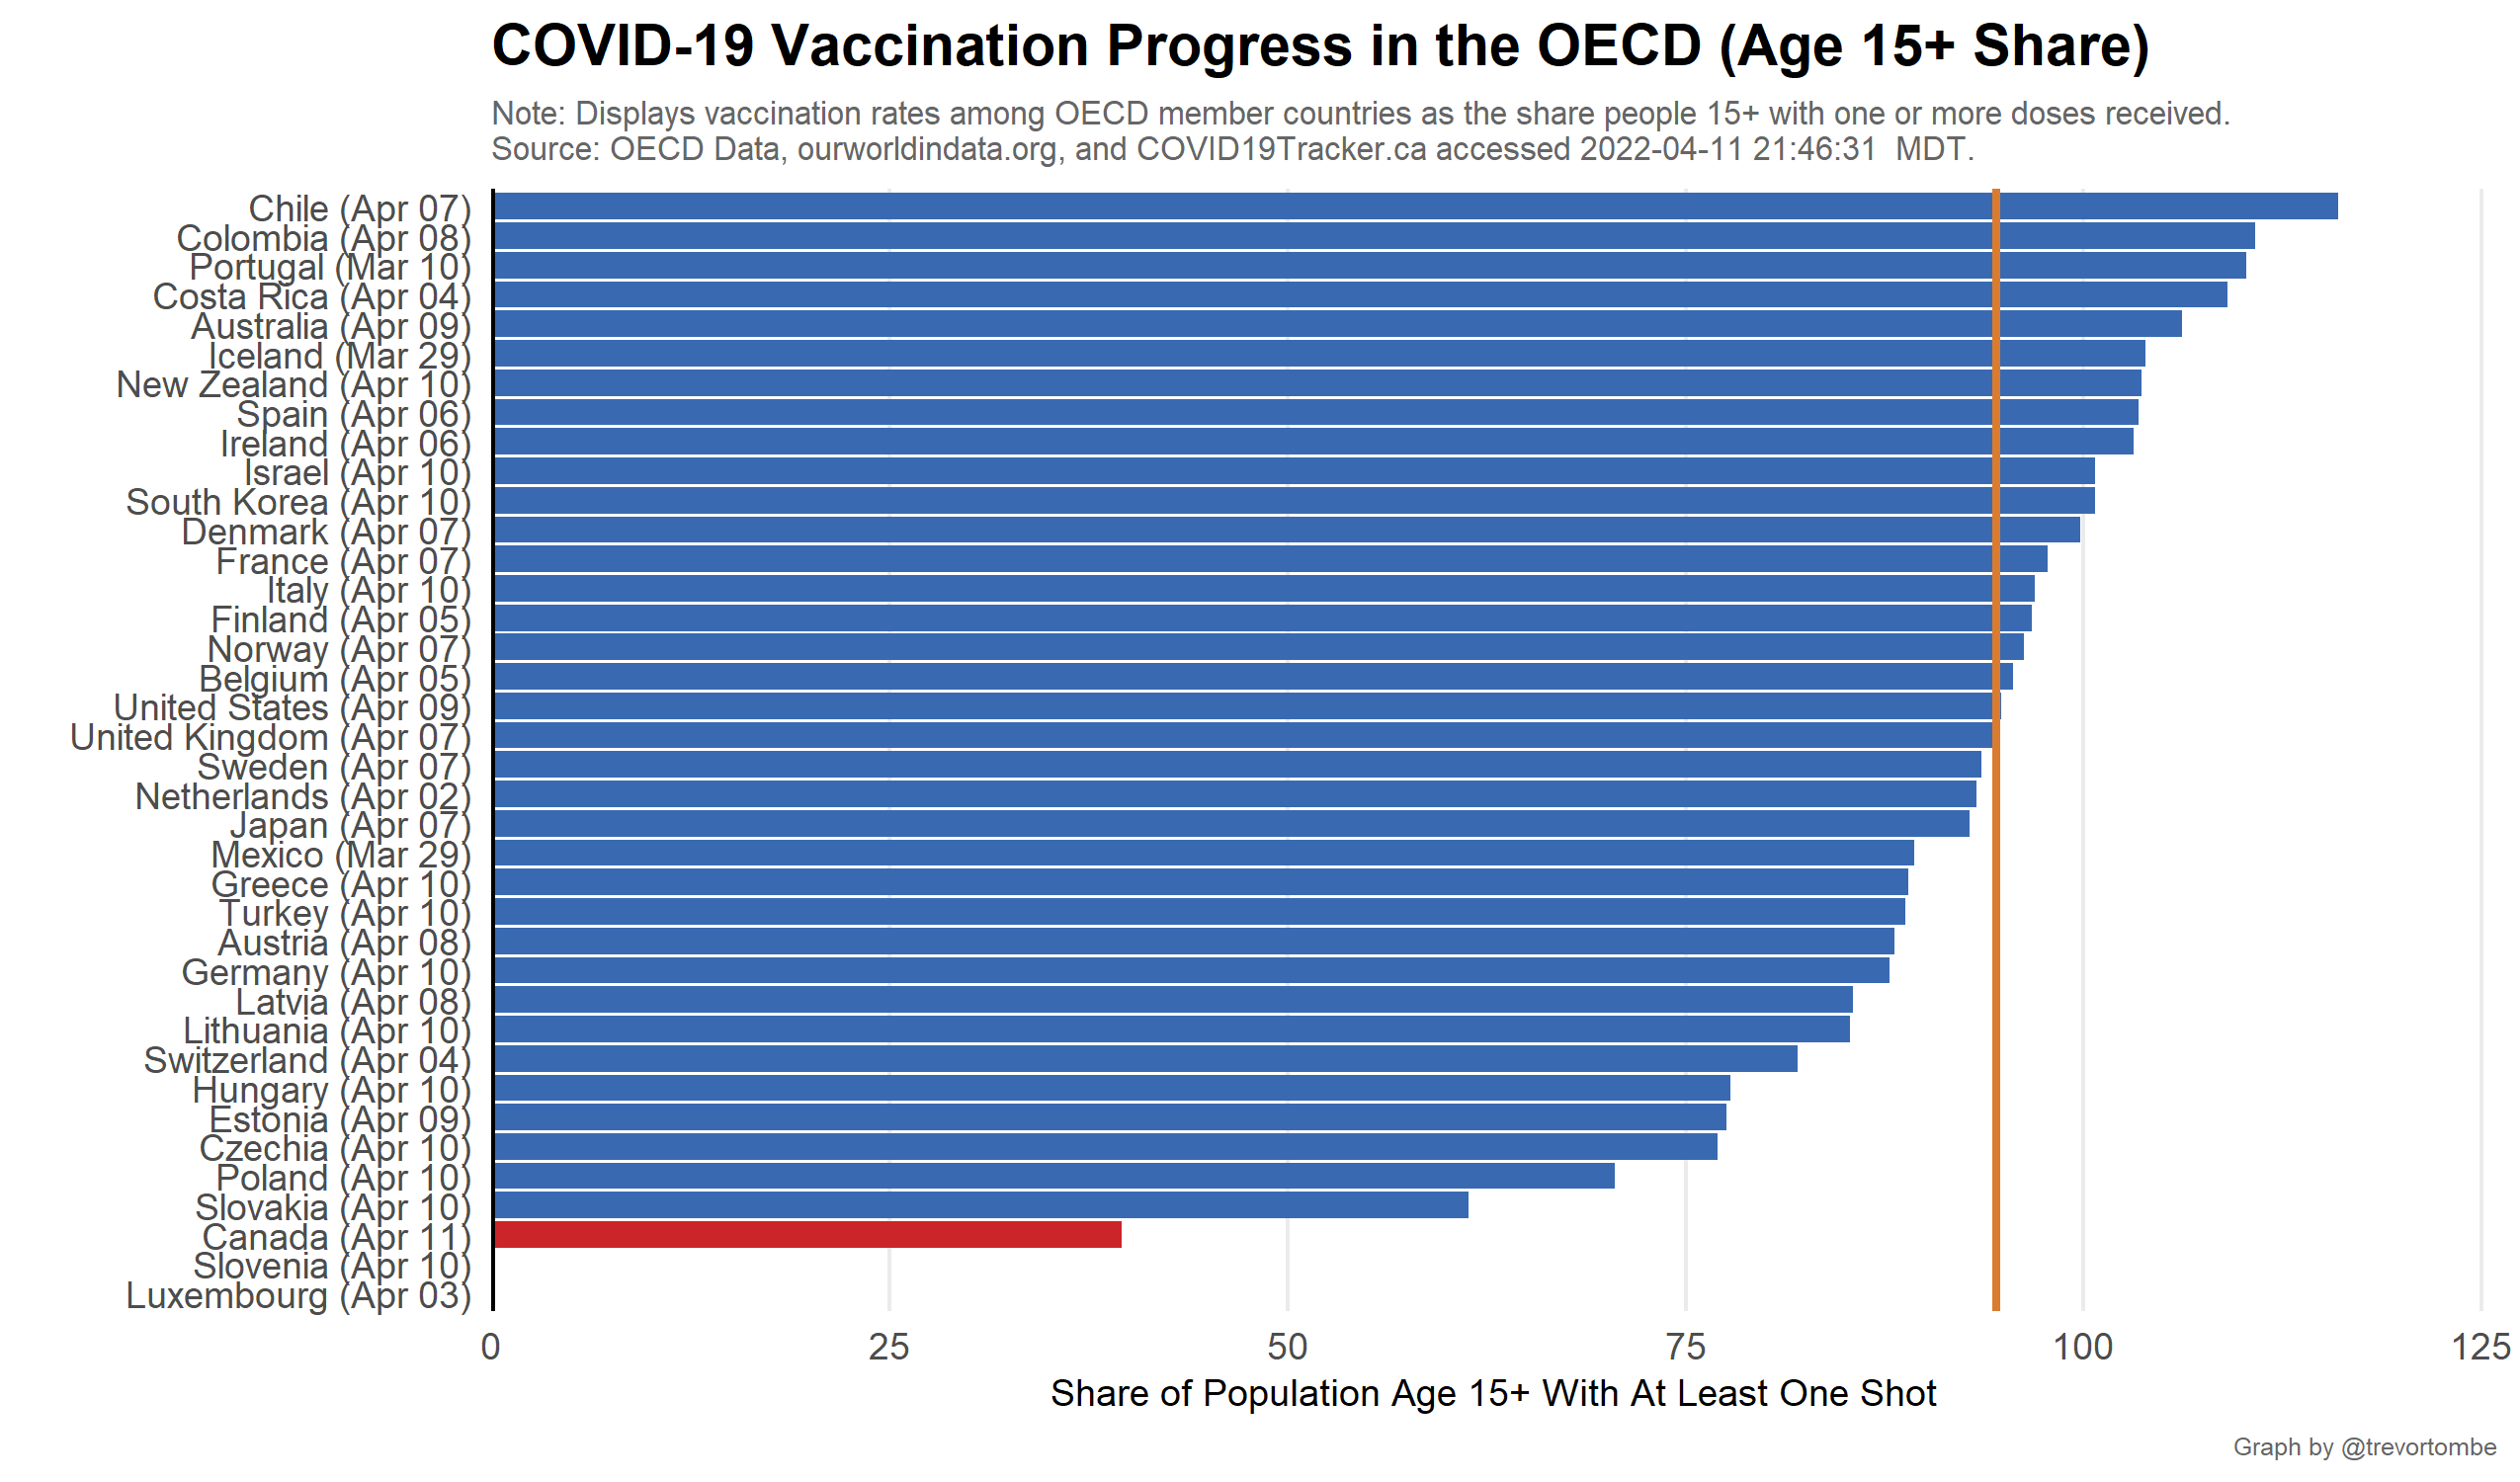 COVID-19 Vaccination Progress in the OECD (Age 15+ Share)
Note: Displays vaccination rates among OECD member countries as the share people 15+ with one or more doses received.
Source: OECD Data, ourworldindata.org, and COVID19Tracker.ca accessed 2022-04-11 21:46:31 MDT.
Chile (Apr 07)
Colombia (Apr 08)
Portugal (Mar 10)
Costa Rica (Apr 04)
Australia (Apr 09)
Iceland (Mar 29)
New Zealand (Apr 10)
Spain (Apr 06)
Ireland (Apr 06)
Israel (Apr 10)
South Korea (Apr 10)
Denmark (Apr 07)
France (Apr 07)
Italy (Apr 10)
Finland (Apr 05)
Norway (Apr 07)
Belgium (Apr 05)
United States (Apr 09)
United Kingdom (Apr 07)
Sweden (Apr 07)
Netherlands (Apr 02)
Japan (Apr 07)
Mexico (Mar 29)
Greece (Apr 10)
Turkey (Apr 10)
Austria (Apr 08)
Germany (Apr 10)
Latvia (Apr 08)
Lithuania (Apr 10)
Switzerland (Apr 04)
Hungary (Apr 10)
Estonia (Apr 09)
Czechia (Apr 10)
Poland (Apr 10)
Slovakia (Apr 10)
Canada (Apr 11)
Slovenia (Apr 10)
Luxembourg (Apr 03)
0 25 50 75 100 125
Share of Population Age 15+ With At Least One Shot
Graph by @trevortombe